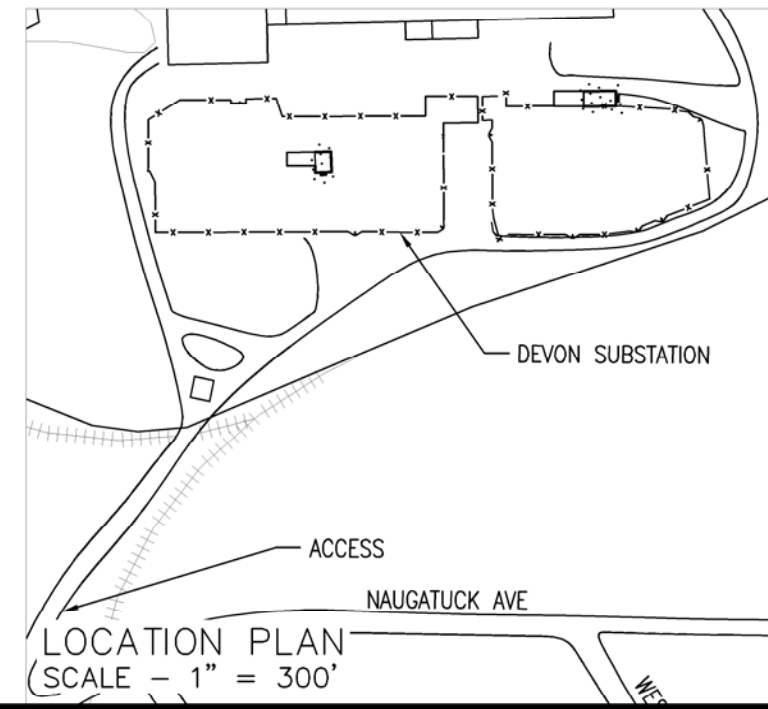 DEVON SUBSTATION
ACCESS
NAUGATUCK AVE
LOCATION PLAN
SCALE - 1" = 300'